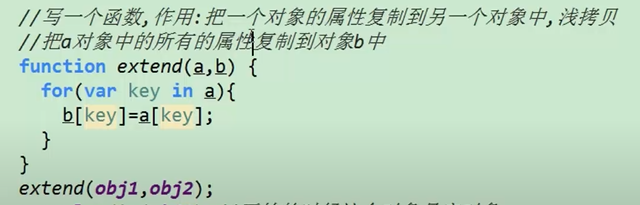 //写一个函数,作用:把一个对象的属性复制到另一个对象中,浅拷贝
//把a对象中的所有的属性复制到对象b中
function extend(a,b) {
for(var key in a){
b[key]=a[key];
}
}
extend(obj1,obj2);